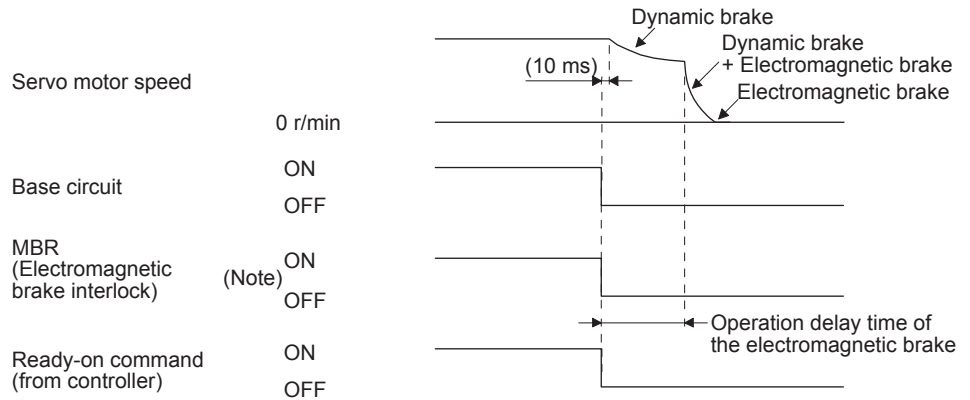 Dynamic brake
Dynamic brake
+ Electromagnetic brake
(10 ms)
Electromagnetic brake
Servo motor speed
0 r/min
ON
Base circuit
OFF
MBR
(Electromagnetic
brake interlock)
(Note)
ON
OFF
Operation delay time of
the electromagnetic brake
Ready-on command
(from controller)
ON
OFF